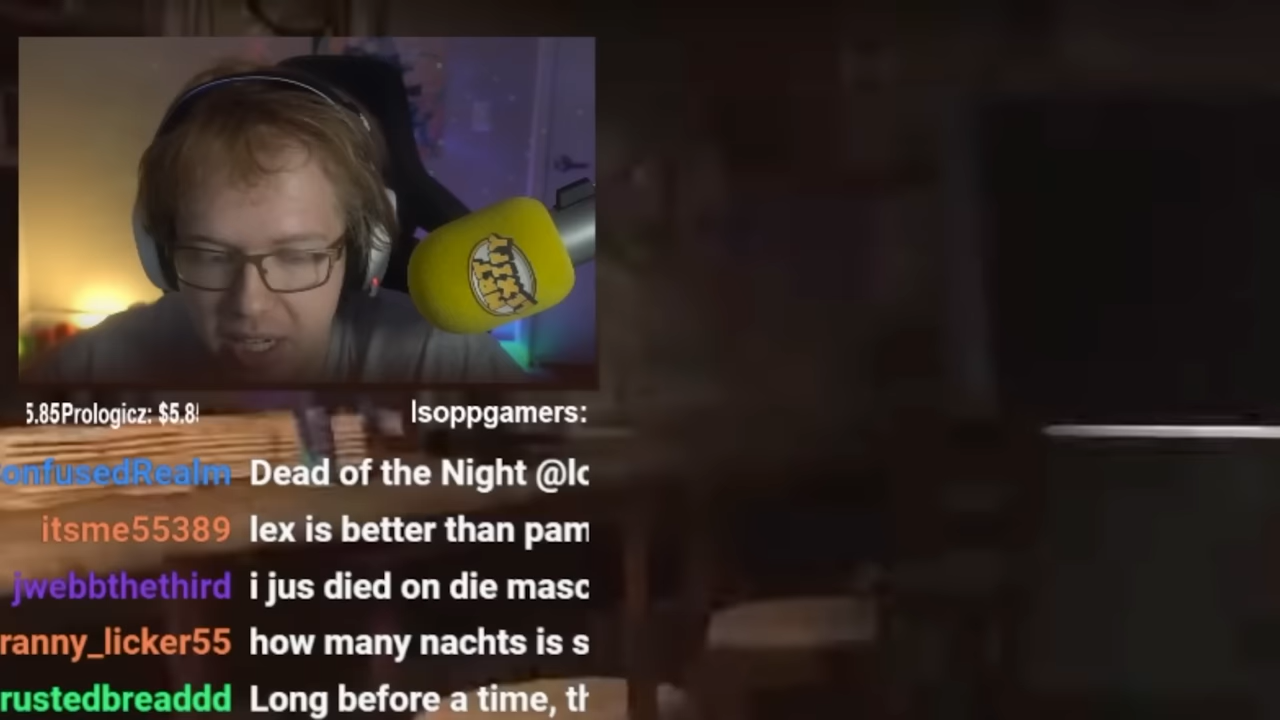 5.85Prologicz: $5.8
lsoppgamers:
onfusedRealm Dead of the Night @lo
itsme55389 lex is better than pam
jwebbthethird i jus died on die masc
ranny_licker55 how many nachts is s
rustedbreaddd Long before a time, th